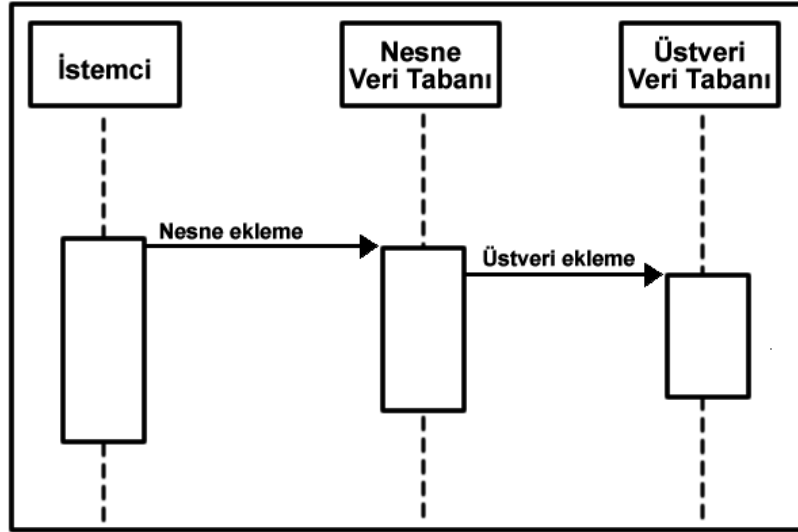 İstemci
Nesne
Veri Tabanı
Üstveri
Veri Tabanı
Nesne ekleme
Üstveri ekleme